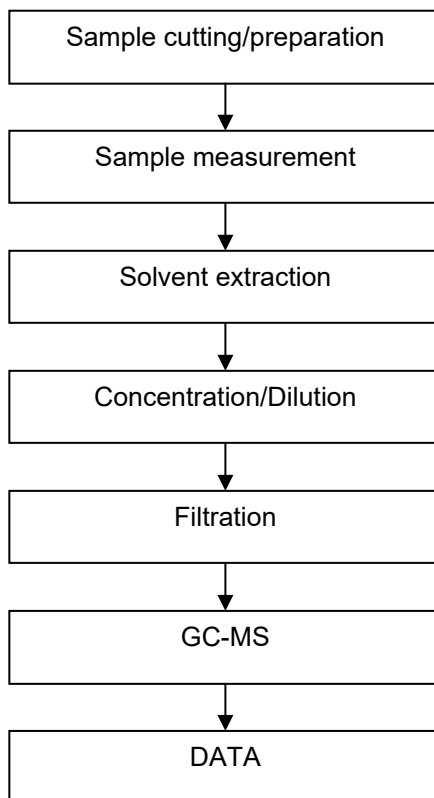 Sample cutting/preparation
Sample measurement
Solvent extraction
Concentration/Dilution
Filtration
GC-MS
DATA